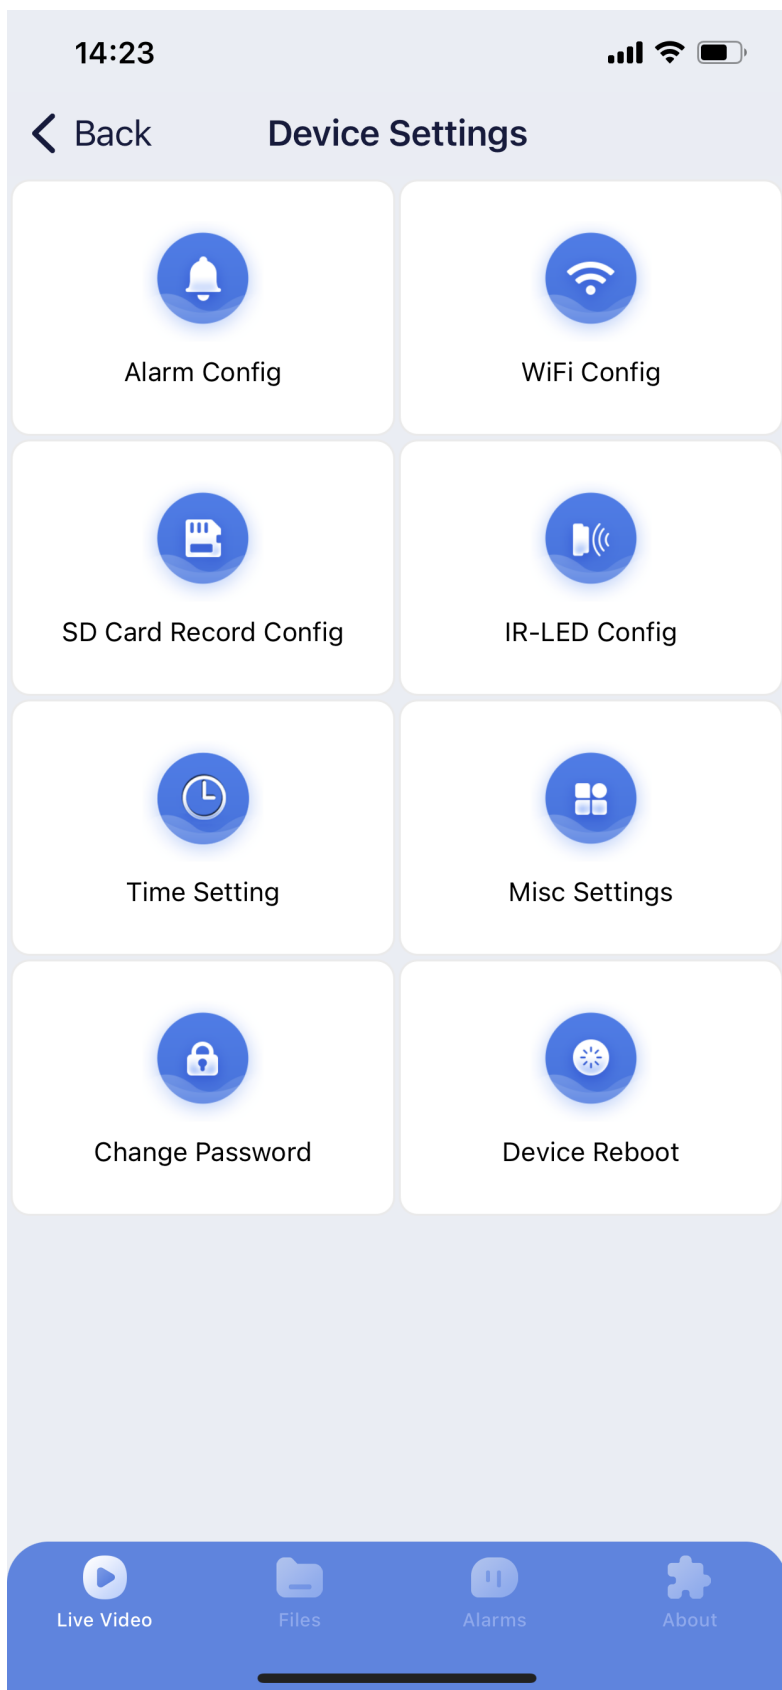 14:23
Back
Device Settings
Alarm Config
WiFi Config
SD Card Record Config
IR-LED Config
Time Setting
Misc Settings
Change Password
Device Reboot
Live Video
Files
Alarms
About